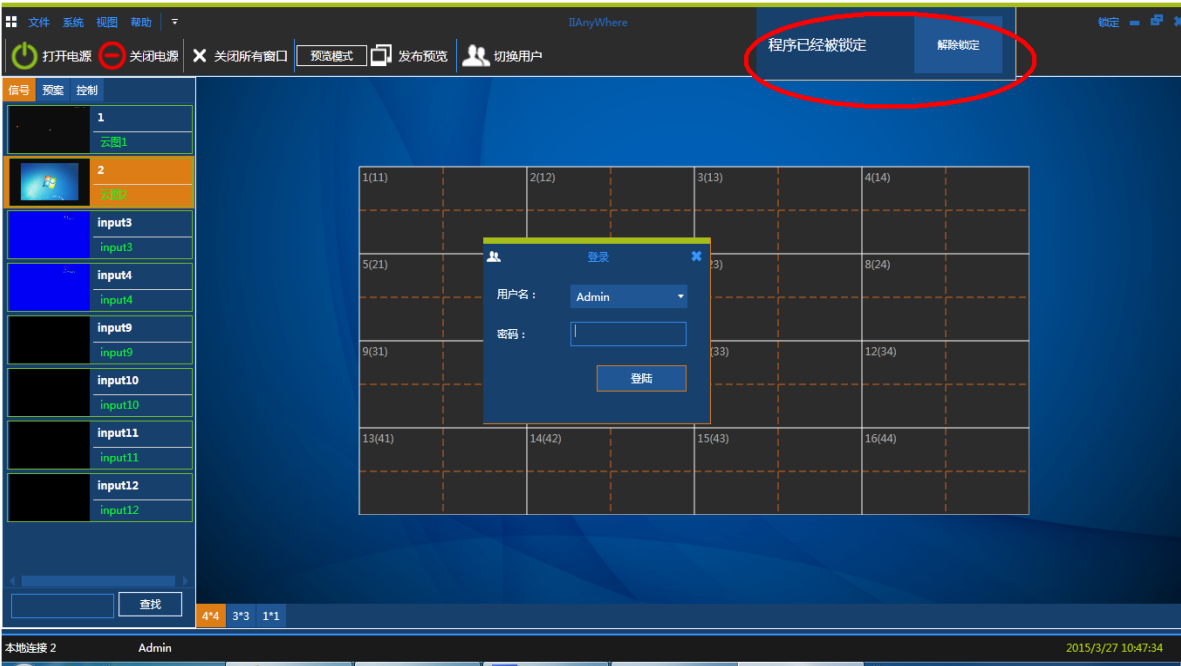 文件 系统 视图 帮助
IIAnyWhere
锁定
打开电源 关闭电源 关闭所有窗口 预览模式 发布预览 切换用户
程序已经被锁定 解除锁定
信号 预案 控制
1
云图1
2
云图2
input3
input3
input4
input4
input9
input9
input10
input10
input11
input11
input12
input12
查找
1(11) 2(12) 3(13) 4(14)
5(21) 23) 8(24)
9(31) (33) 12(34)
13(41) 14(42) 15(43) 16(44)
登录
用户名： Admin
密码：
登陆
4*4 3*3 1*1
本地连接 2 Admin 2015/3/27 10:47:34